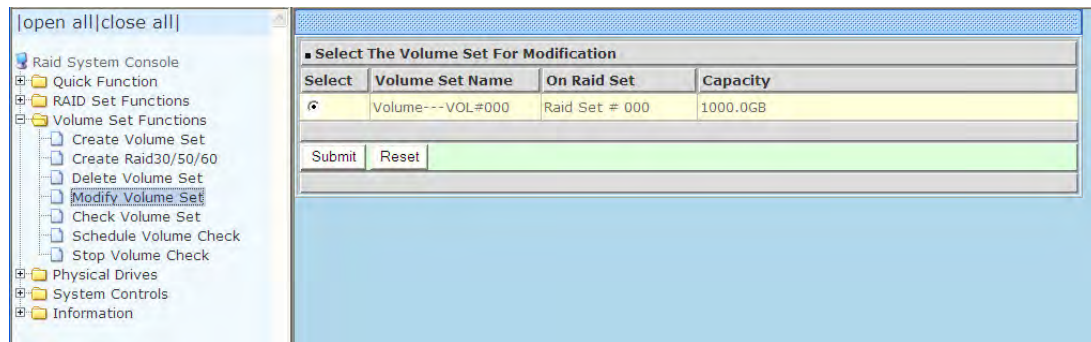 |open all|close all|
Raid System Console
Quick Function
RAID Set Functions
Volume Set Functions
Create Volume Set
Create Raid30/50/60
Delete Volume Set
Modify Volume Set
Check Volume Set
Schedule Volume Check
Stop Volume Check
Physical Drives
System Controls
Information
Select The Volume Set For Modification
Select Volume Set Name On Raid Set Capacity
Volume---VOL#000 Raid Set # 000 1000.0GB
Submit Reset